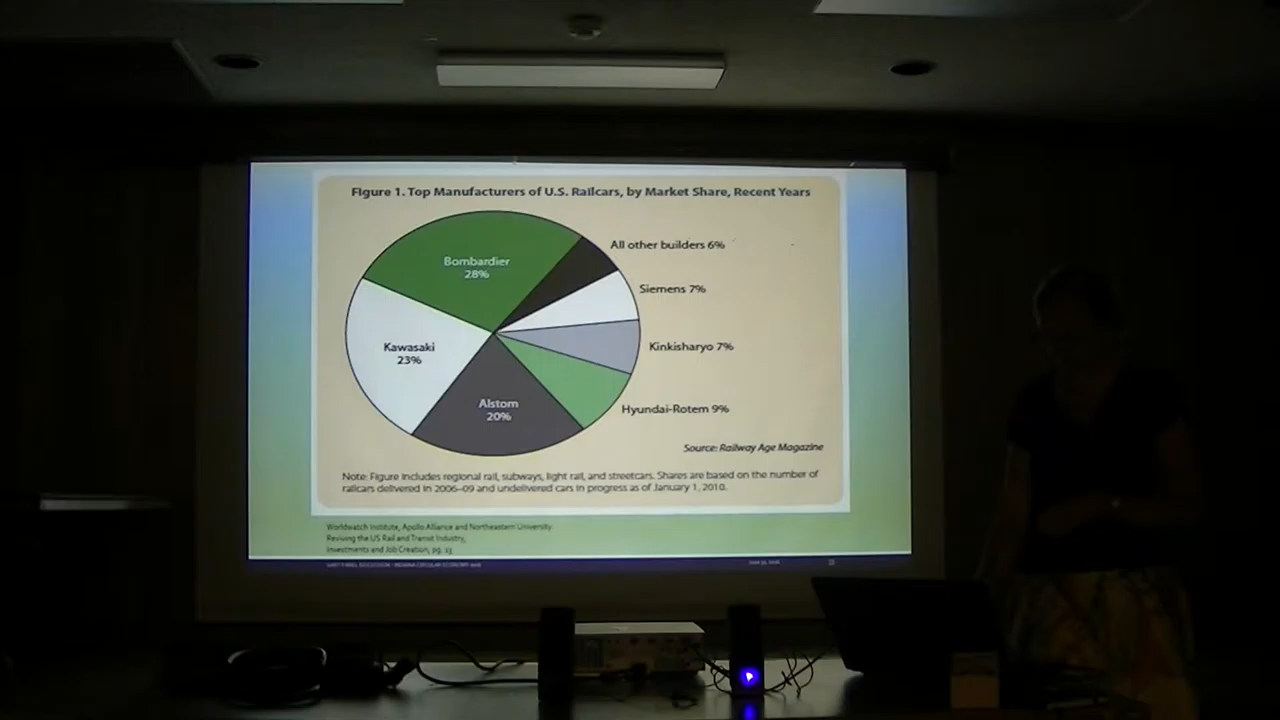 Figure 1. Top Manufacturers of U.S. Railcars, by Market Share, Recent Years
Bombardier
28%
All other builders 6%
Siemens 7%
Kinkisharyo 7%
Hyundai-Rotem 9%
Alstom
20%
Kawasaki
23%
Source: Railway Age Magazine
Note: Figure includes regional rail, subways, light rail, and streetcars. Shares are based on the number of
railcars delivered in 2006–09 and undelivered cars in progress as of January 1, 2010.
Worldwatch Institute, Apollo Alliance and Northeastern University
Reviving the US Rail and Transit Industry,
Investments and Job Creation, pg. 13